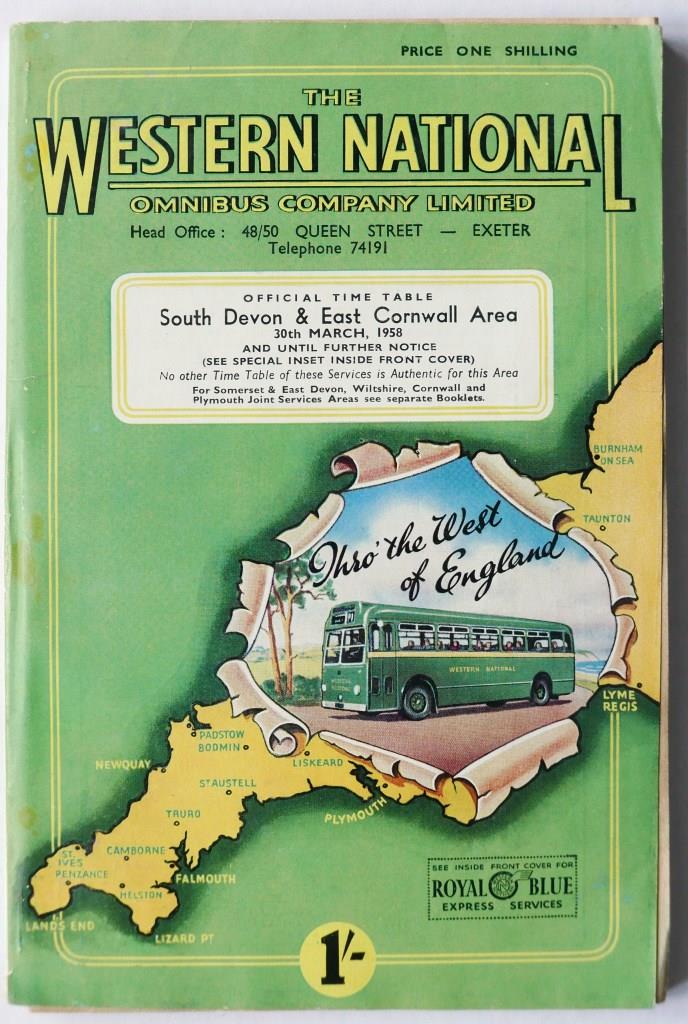 PRICE ONE SHILLING
THE
WESTERN NATIONAL
OMNIBUS COMPANY LIMITED
Head Office : 48/50 QUEEN STREET — EXETER
Telephone 74191
OFFICIAL TIME TABLE
South Devon & East Cornwall Area
30th MARCH, 1958
AND UNTIL FURTHER NOTICE
(SEE SPECIAL INSET INSIDE FRONT COVER)
No other Time Table of these Services is Authentic for this Area
For Somerset & East Devon, Wiltshire, Cornwall and
Plymouth Joint Services Areas see separate Booklets.
BURNHAM
ON SEA
TAUNTON
Thro' the West
of England
WESTERN NATIONAL
WESTERN
NATIONAL
LYME
REGIS
PADSTOW
BODMIN
NEWQUAY
LISKEARD
ST AUSTELL
PLYMOUTH
TRURO
CAMBORNE
ST.
IVES
PENZANCE
FALMOUTH
HELSTON
LANDS END
LIZARD PT
SEE INSIDE FRONT COVER FOR
ROYAL BLUE
EXPRESS SERVICES
1/-